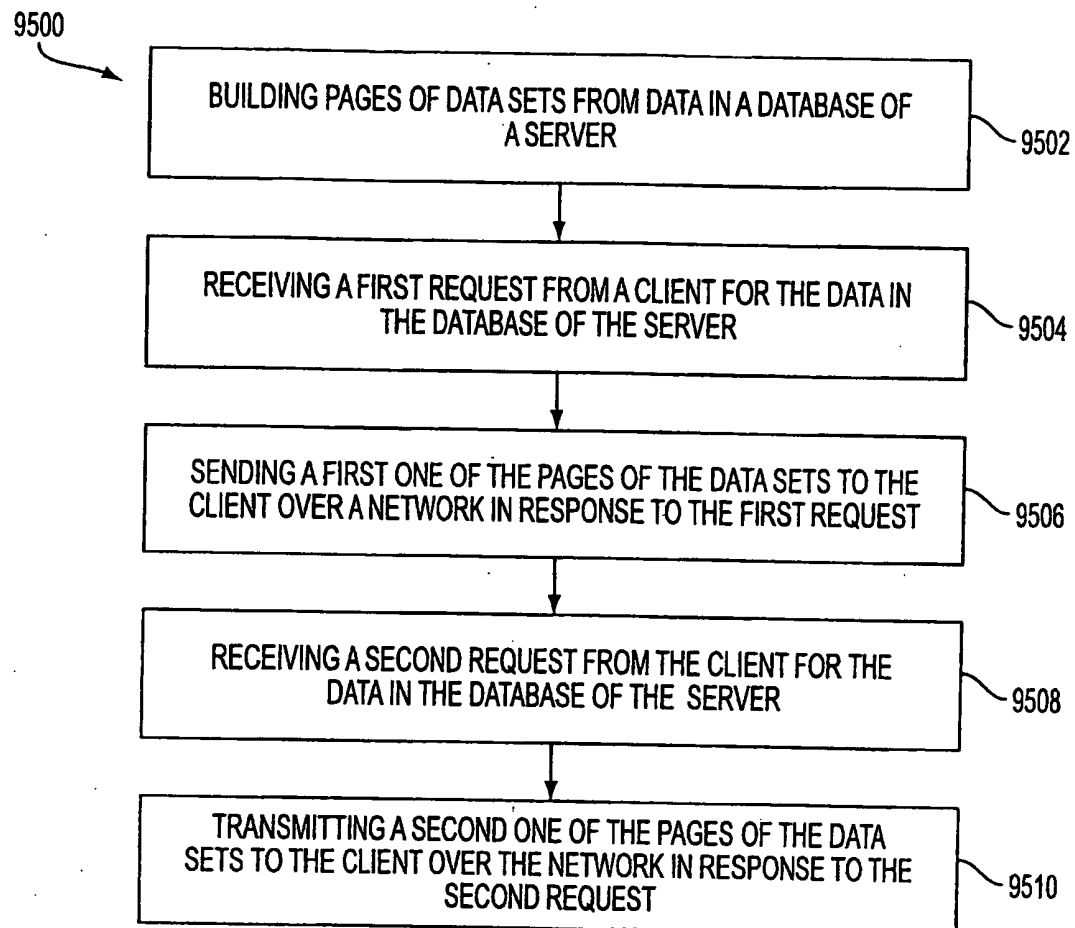 9500
BUILDING PAGES OF DATA SETS FROM DATA IN A DATABASE OF
A SERVER
9502
RECEIVING A FIRST REQUEST FROM A CLIENT FOR THE DATA IN
THE DATABASE OF THE SERVER
9504
SENDING A FIRST ONE OF THE PAGES OF THE DATA SETS TO THE
CLIENT OVER A NETWORK IN RESPONSE TO THE FIRST REQUEST
9506
RECEIVING A SECOND REQUEST FROM THE CLIENT FOR THE
DATA IN THE DATABASE OF THE SERVER
9508
TRANSMITTING A SECOND ONE OF THE PAGES OF THE DATA
SETS TO THE CLIENT OVER THE NETWORK IN RESPONSE TO THE
SECOND REQUEST
9510